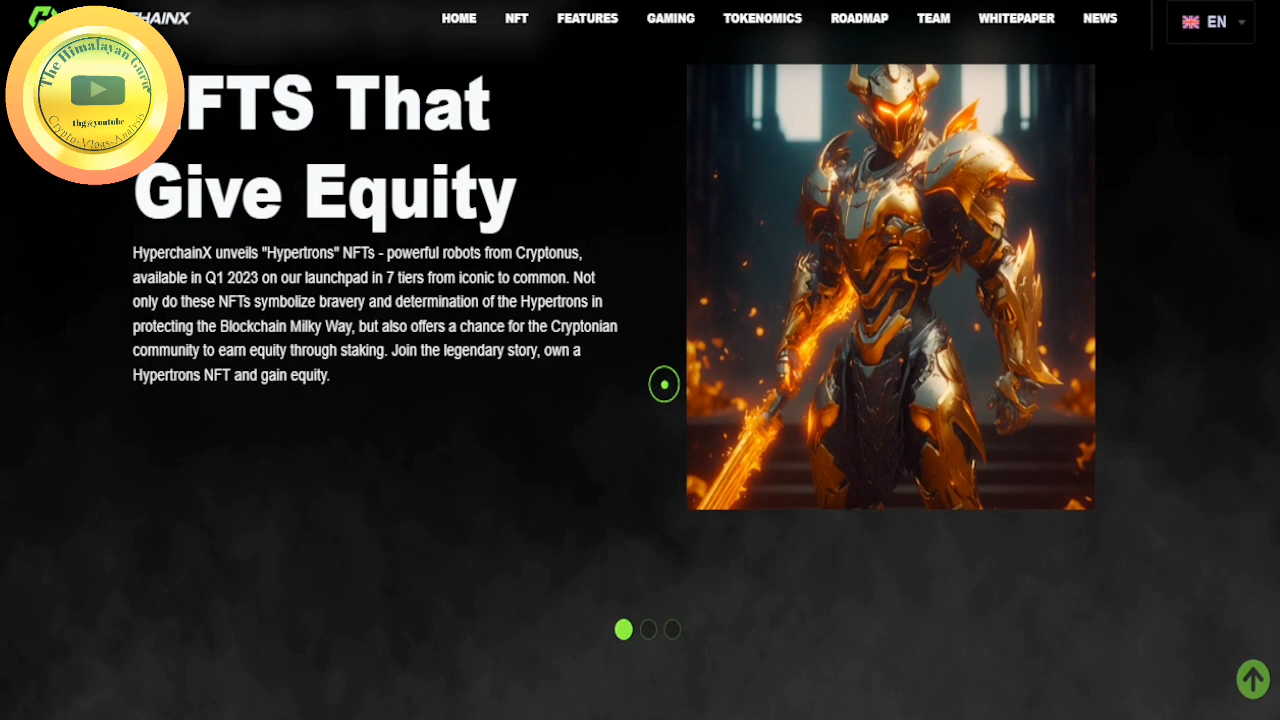 HAINX
HOME NFT FEATURES GAMING TOKENOMICS ROADMAP TEAM WHITEPAPER NEWS
EN
The Himalayan Guru
thg@youtube
Crypto-Vlogs-Analysis
FTS That
Give Equity
HyperchainX unveils "Hypertrons" NFTs - powerful robots from Cryptonus,
available in Q1 2023 on our launchpad in 7 tiers from iconic to common. Not
only do these NFTs symbolize bravery and determination of the Hypertrons in
protecting the Blockchain Milky Way, but also offers a chance for the Cryptonian
community to earn equity through staking. Join the legendary story, own a
Hypertrons NFT and gain equity.